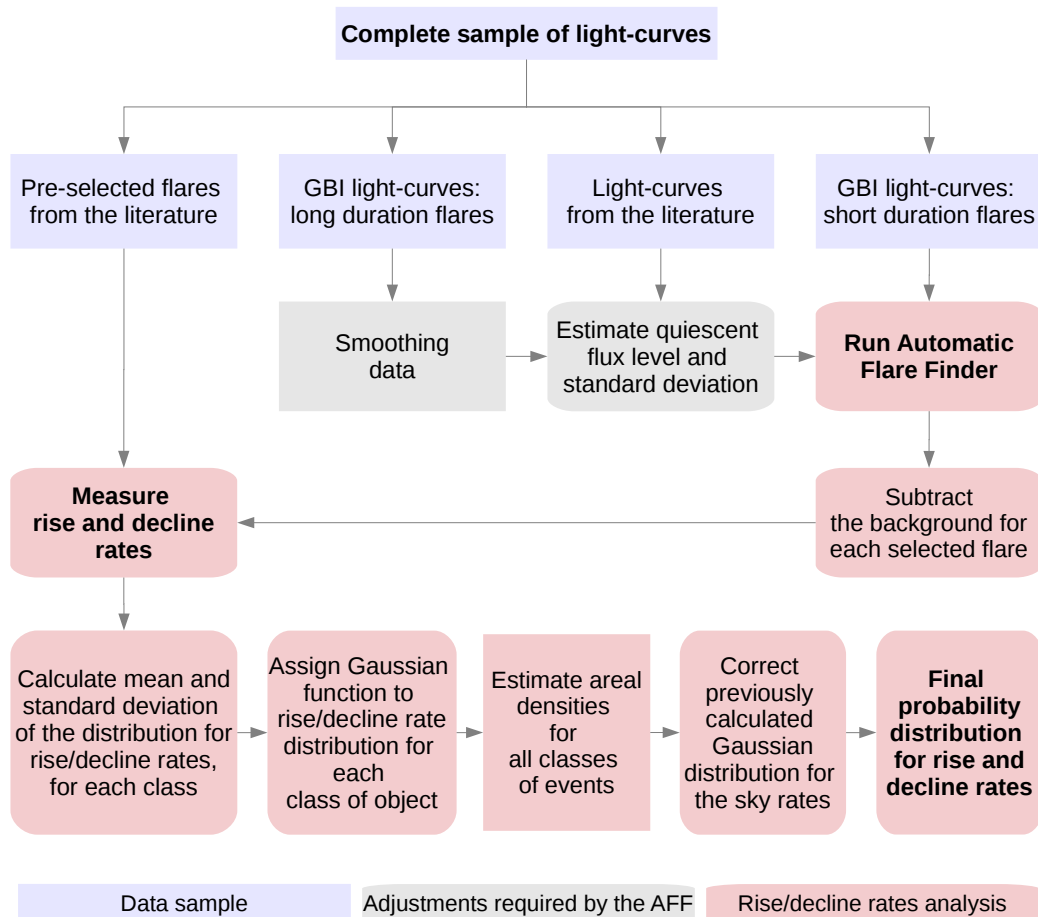 Complete sample of light-curves
Pre-selected flares
from the literature
GBI light-curves:
long duration flares
Light-curves
from the literature
GBI light-curves:
short duration flares
Smoothing
data
Estimate quiescent
flux level and
standard deviation
Run Automatic
Flare Finder
Measure
rise and decline
rates
Subtract
the background for
each selected flare
Calculate mean and
standard deviation
of the distribution for
rise/decline rates,
for each class
Assign Gaussian
function to
rise/decline rate
distribution for
each
class of object
Estimate areal
densities
for
all classes
of events
Correct
previously
calculated
Gaussian
distribution for
the sky rates
Final
probability
distribution
for rise and
decline rates
Data sample
Adjustments required by the AFF
Rise/decline rates analysis